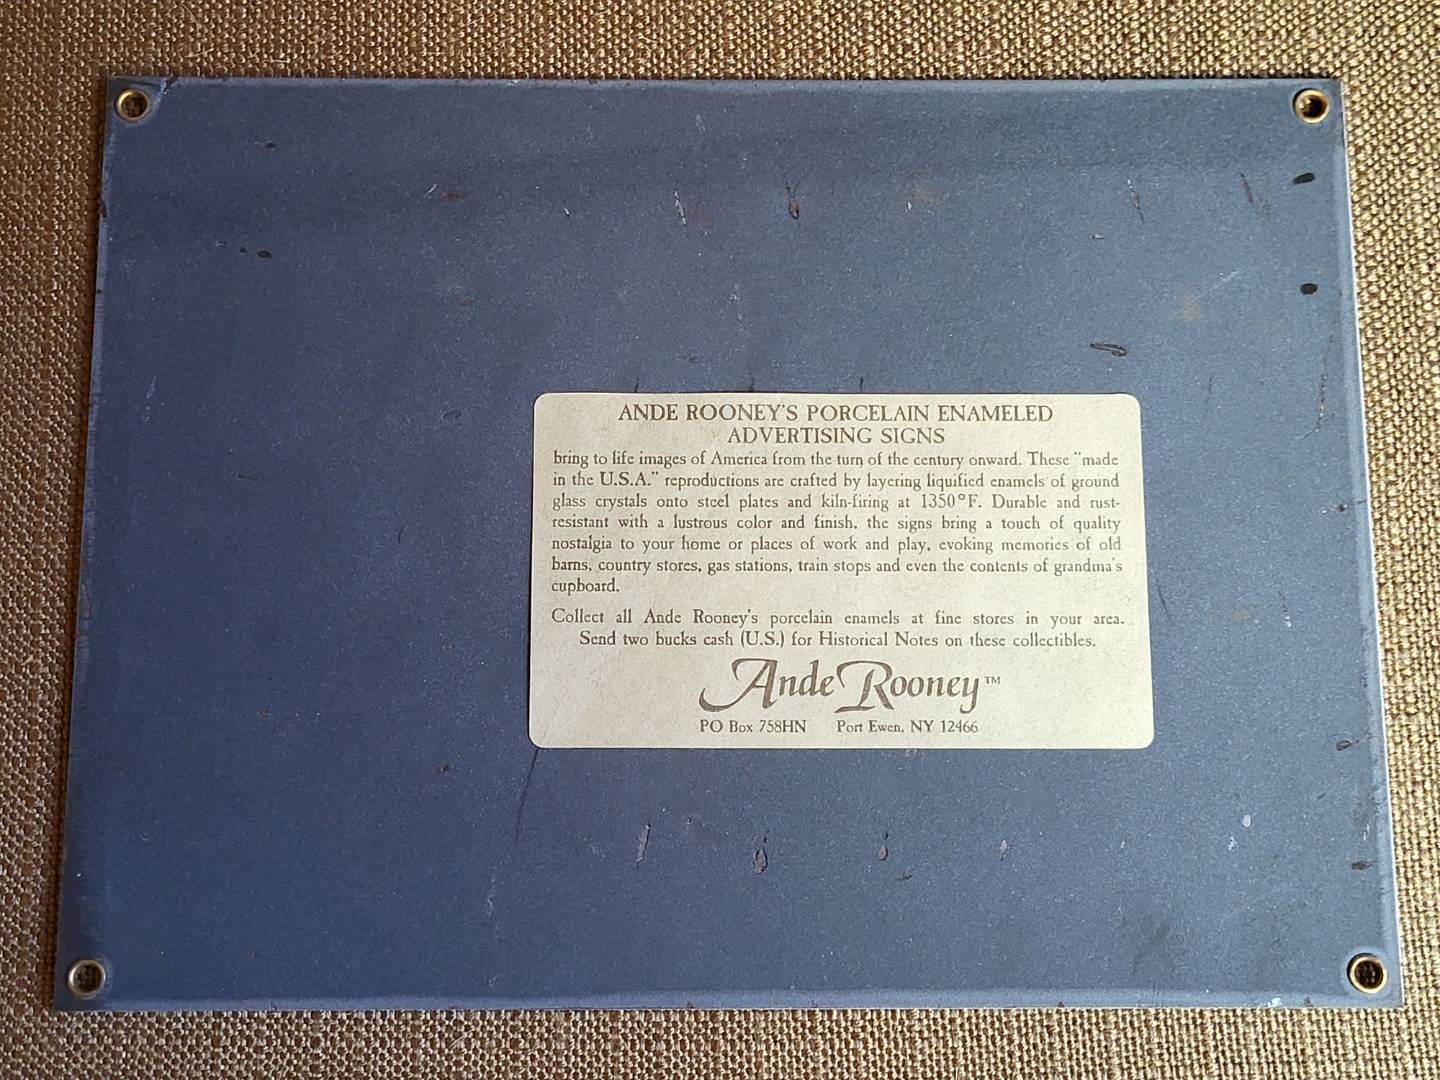 ANDE ROONEY'S PORCELAIN ENAMELED
ADVERTISING SIGNS
bring to life images of America from the turn of the century onward. These "made
in the U.S.A." reproductions are crafted by layering liquified enamels of ground
glass crystals onto steel plates and kiln-firing at 1350°F. Durable and rust-
resistant with a lustrous color and finish, the signs bring a touch of quality
nostalgia to your home or places of work and play, evoking memories of old
barns, country stores, gas stations, train stops and even the contents of grandma's
cupboard.
Collect all Ande Rooney's porcelain enamels at fine stores in your area.
Send two bucks cash (U.S.) for Historical Notes on these collectibles.
Ande Rooney™
PO Box 758HN Port Ewen, NY 12466